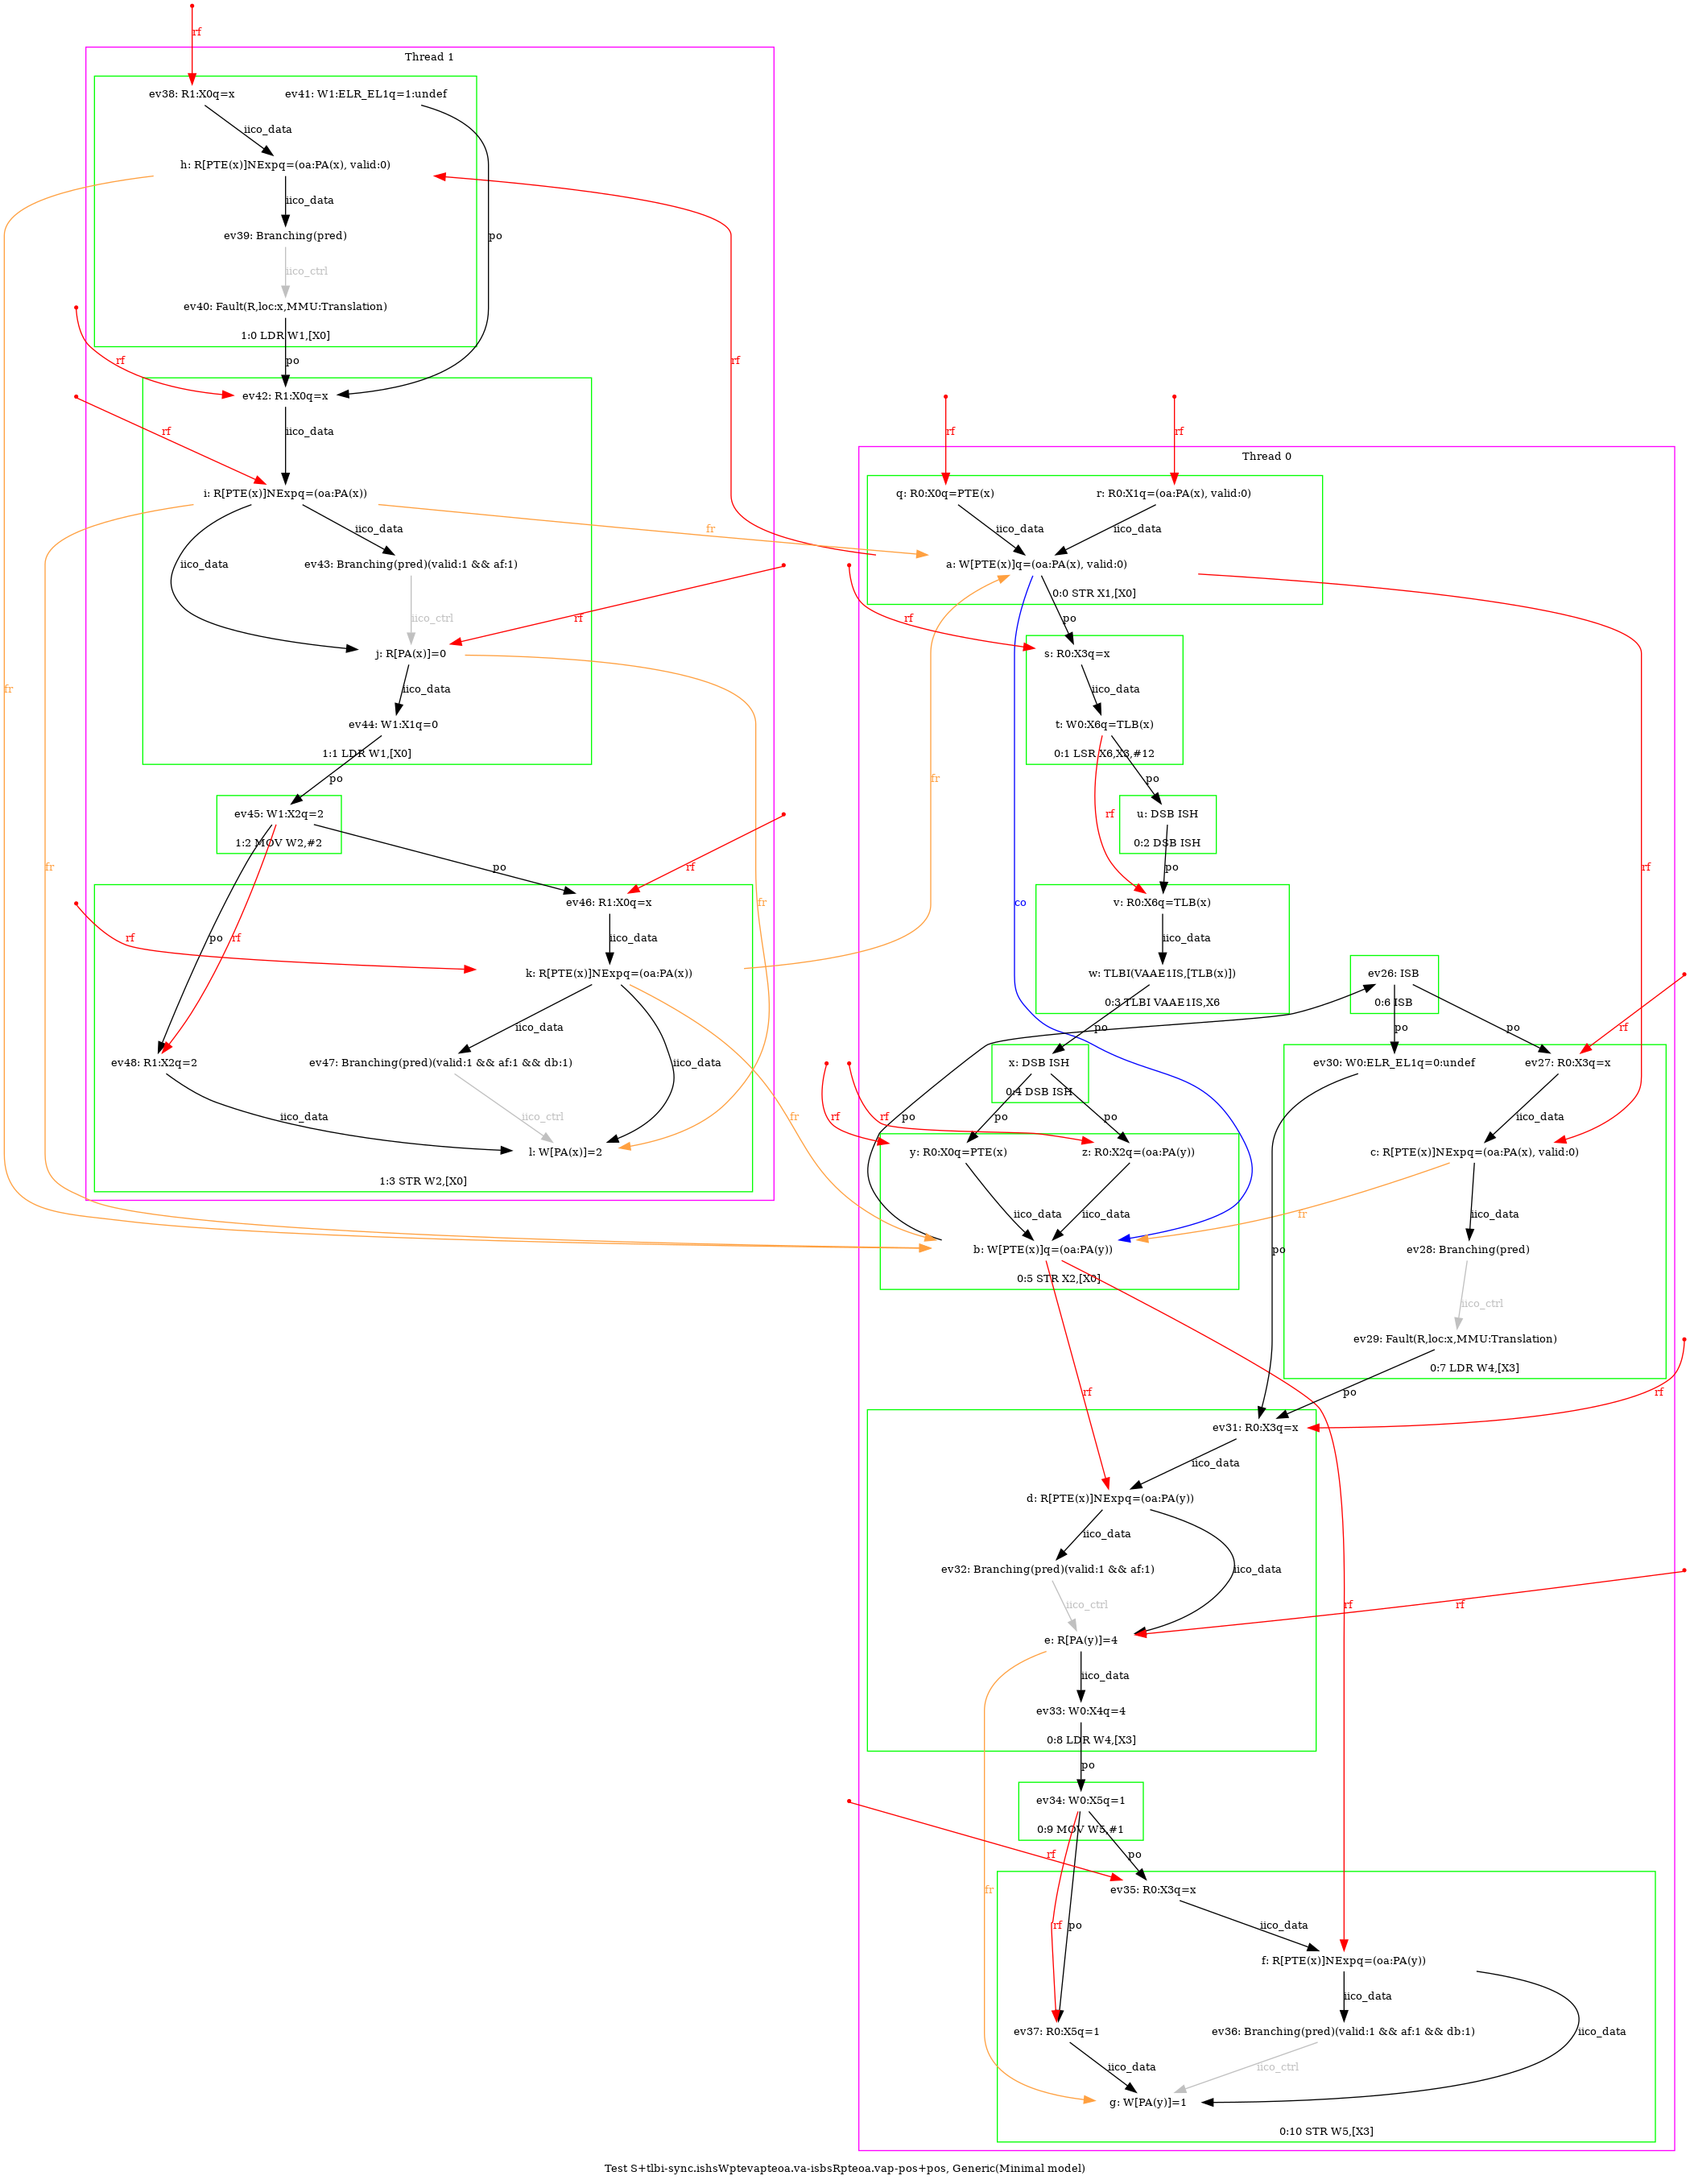 rf
Thread 1
ev38: R1:X0q=x
ev41: W1:ELR_EL1q=1:undef
iico_data
h: R[PTE(x)]NExpq=(oa:PA(x), valid:0)
iico_data
ev39: Branching(pred)
po
iico_ctrl
ev40: Fault(R,loc:x,MMU:Translation)
1:0 LDR W1,[X0]
rf
po
rf
ev42: R1:X0q=x
rf
iico_data
rf
rf
Thread 0
i: R[PTE(x)]NExpq=(oa:PA(x))
q: R0:X0q=PTE(x)
r: R0:X1q=(oa:PA(x), valid:0)
iico_data
fr
iico_data
iico_data
iico_data
ev43: Branching(pred)(valid:1 && af:1)
a: W[PTE(x)]q=(oa:PA(x), valid:0)
0:0 STR X1,[X0]
iico_ctrl
rf
rf
po
j: R[PA(x)]=0
s: R0:X3q=x
fr
iico_data
iico_data
ev44: W1:X1q=0
t: W0:X6q=TLB(x)
1:1 LDR W1,[X0]
0:1 LSR X6,X3,#12
po
fr
po
ev45: W1:X2q=2
rf
u: DSB ISH
1:2 MOV W2,#2
0:2 DSB ISH
fr
po
rf
po
rf
ev46: R1:X0q=x
fr
co
v: R0:X6q=TLB(x)
po
rf
rf
iico_data
iico_data
k: R[PTE(x)]NExpq=(oa:PA(x))
w: TLBI(VAAE1IS,[TLB(x)])
ev26: ISB
0:3 TLBI VAAE1IS,X6
0:6 ISB
iico_data
po
po
po
rf
ev48: R1:X2q=2
ev47: Branching(pred)(valid:1 && af:1 && db:1)
iico_data
x: DSB ISH
ev30: W0:ELR_EL1q=0:undef
ev27: R0:X3q=x
0:4 DSB ISH
iico_data
iico_ctrl
fr
rf
po
rf
po
po
iico_data
l: W[PA(x)]=2
y: R0:X0q=PTE(x)
z: R0:X2q=(oa:PA(y))
c: R[PTE(x)]NExpq=(oa:PA(x), valid:0)
1:3 STR W2,[X0]
iico_data
iico_data
fr
iico_data
b: W[PTE(x)]q=(oa:PA(y))
po
ev28: Branching(pred)
0:5 STR X2,[X0]
iico_ctrl
ev29: Fault(R,loc:x,MMU:Translation)
0:7 LDR W4,[X3]
rf
po
rf
ev31: R0:X3q=x
iico_data
d: R[PTE(x)]NExpq=(oa:PA(y))
iico_data
ev32: Branching(pred)(valid:1 && af:1)
iico_data
iico_ctrl
rf
rf
e: R[PA(y)]=4
iico_data
ev33: W0:X4q=4
0:8 LDR W4,[X3]
po
ev34: W0:X5q=1
0:9 MOV W5,#1
rf
po
fr
ev35: R0:X3q=x
rf
po
iico_data
f: R[PTE(x)]NExpq=(oa:PA(y))
iico_data
ev37: R0:X5q=1
ev36: Branching(pred)(valid:1 && af:1 && db:1)
iico_data
iico_data
iico_ctrl
g: W[PA(y)]=1
0:10 STR W5,[X3]
Test S+tlbi-sync.ishsWptevapteoa.va-isbsRpteoa.vap-pos+pos, Generic(Minimal model)